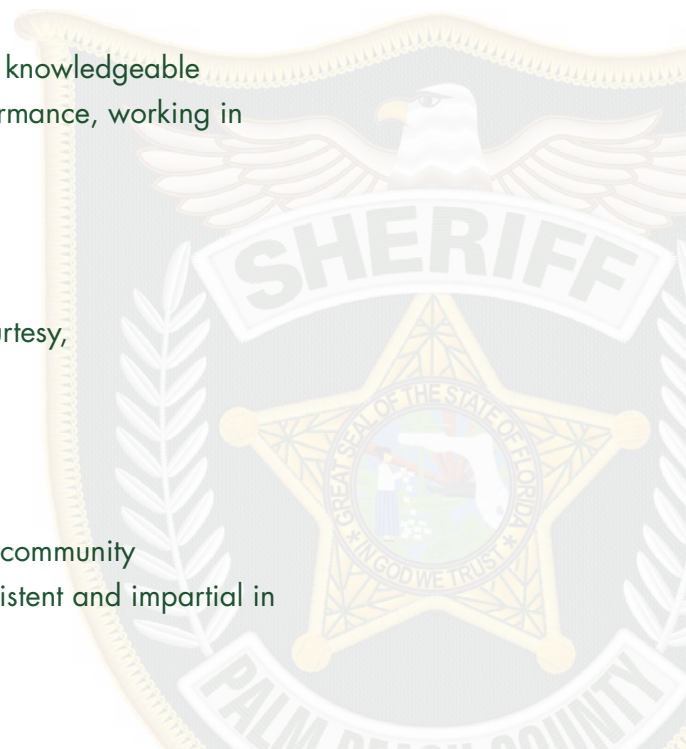 knowledgeable
rmance, working in
SHERIFF
urtesy,
GREAT SEAL OF THE STATE OF FLORIDA
IN GOD WE TRUST
community
istent and impartial in
PALM BEACH COUNTY